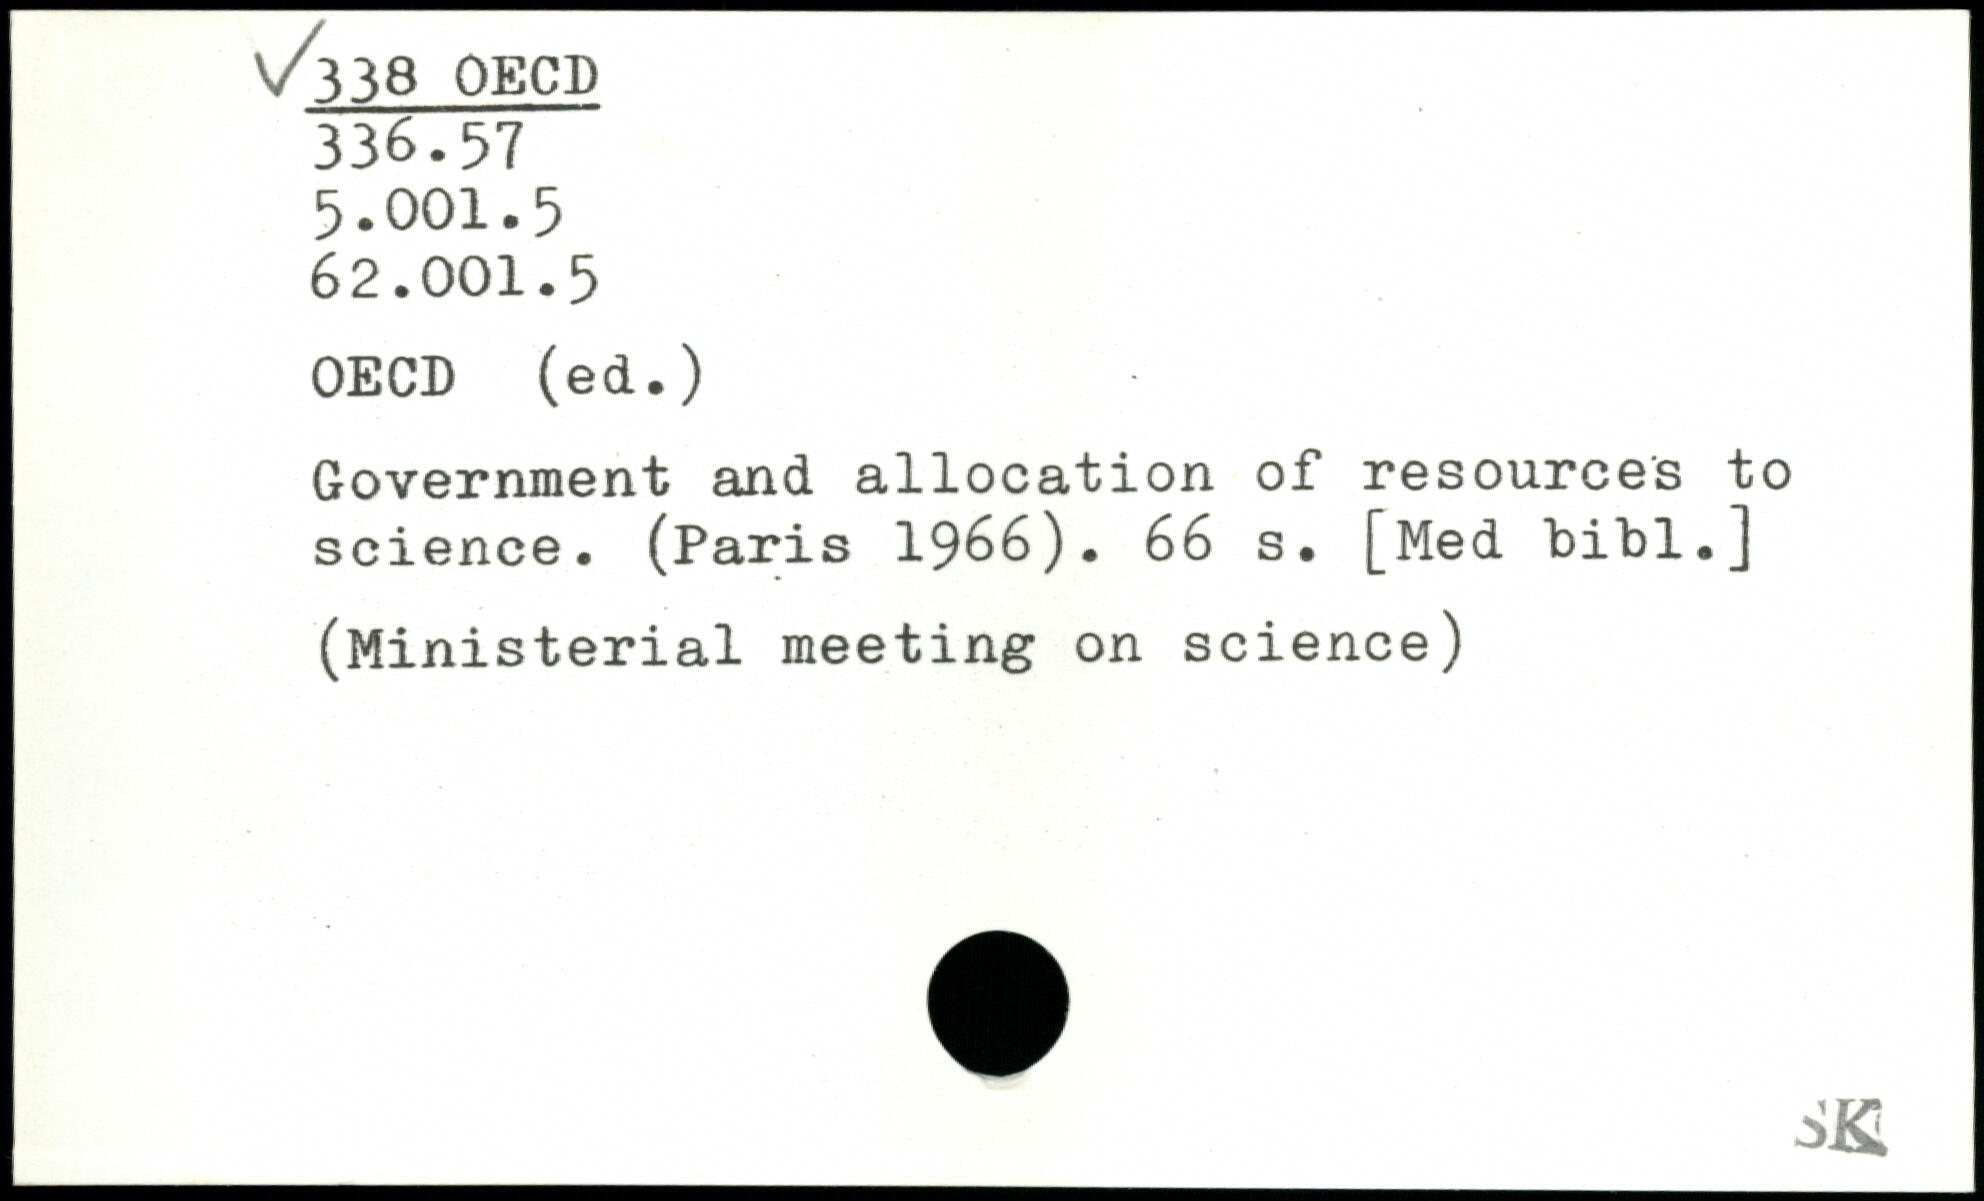 338 OECD
336.57
5.001.5
62.001.5
OECD (ed.)
Government and allocation of resources to
science. (Paris 1966). 66 s. [Med bibl.]
(Ministerial meeting on science)
SK